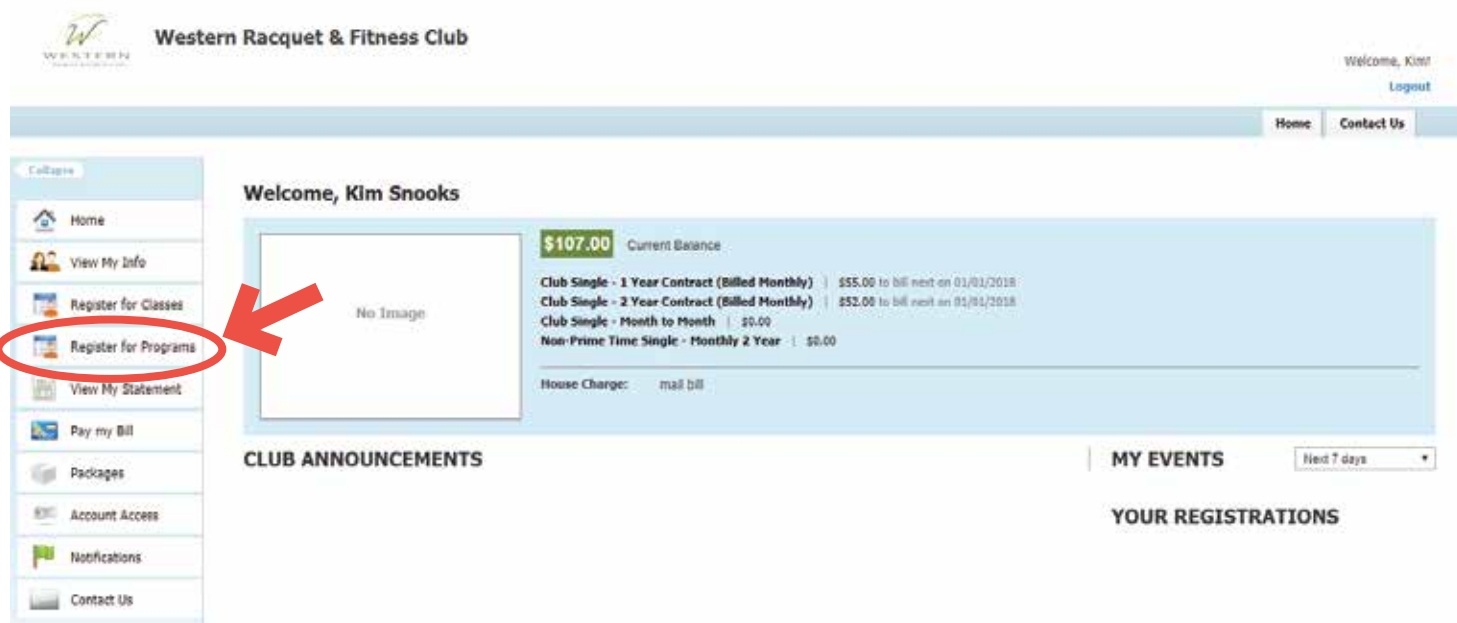 W
WESTERN
Western Racquet & Fitness Club
Welcome, Kim!
Logout
Home Contact Us
Collapse
Home
View My Info
Register for Classes
Register for Programs
View My Statement
Pay my Bill
Packages
Account Access
Notifications
Contact Us
Welcome, Kim Snooks
No Image
$107.00 Current Balance
Club Single - 1 Year Contract (Billed Monthly) | $55.00 to bill next on 01/01/2018
Club Single - 2 Year Contract (Billed Monthly) | $52.00 to bill next on 01/01/2018
Club Single - Month to Month | $0.00
Non-Prime Time Single - Monthly 2 Year | $0.00
House Charge: mail bill
CLUB ANNOUNCEMENTS
MY EVENTS Next 7 days
YOUR REGISTRATIONS